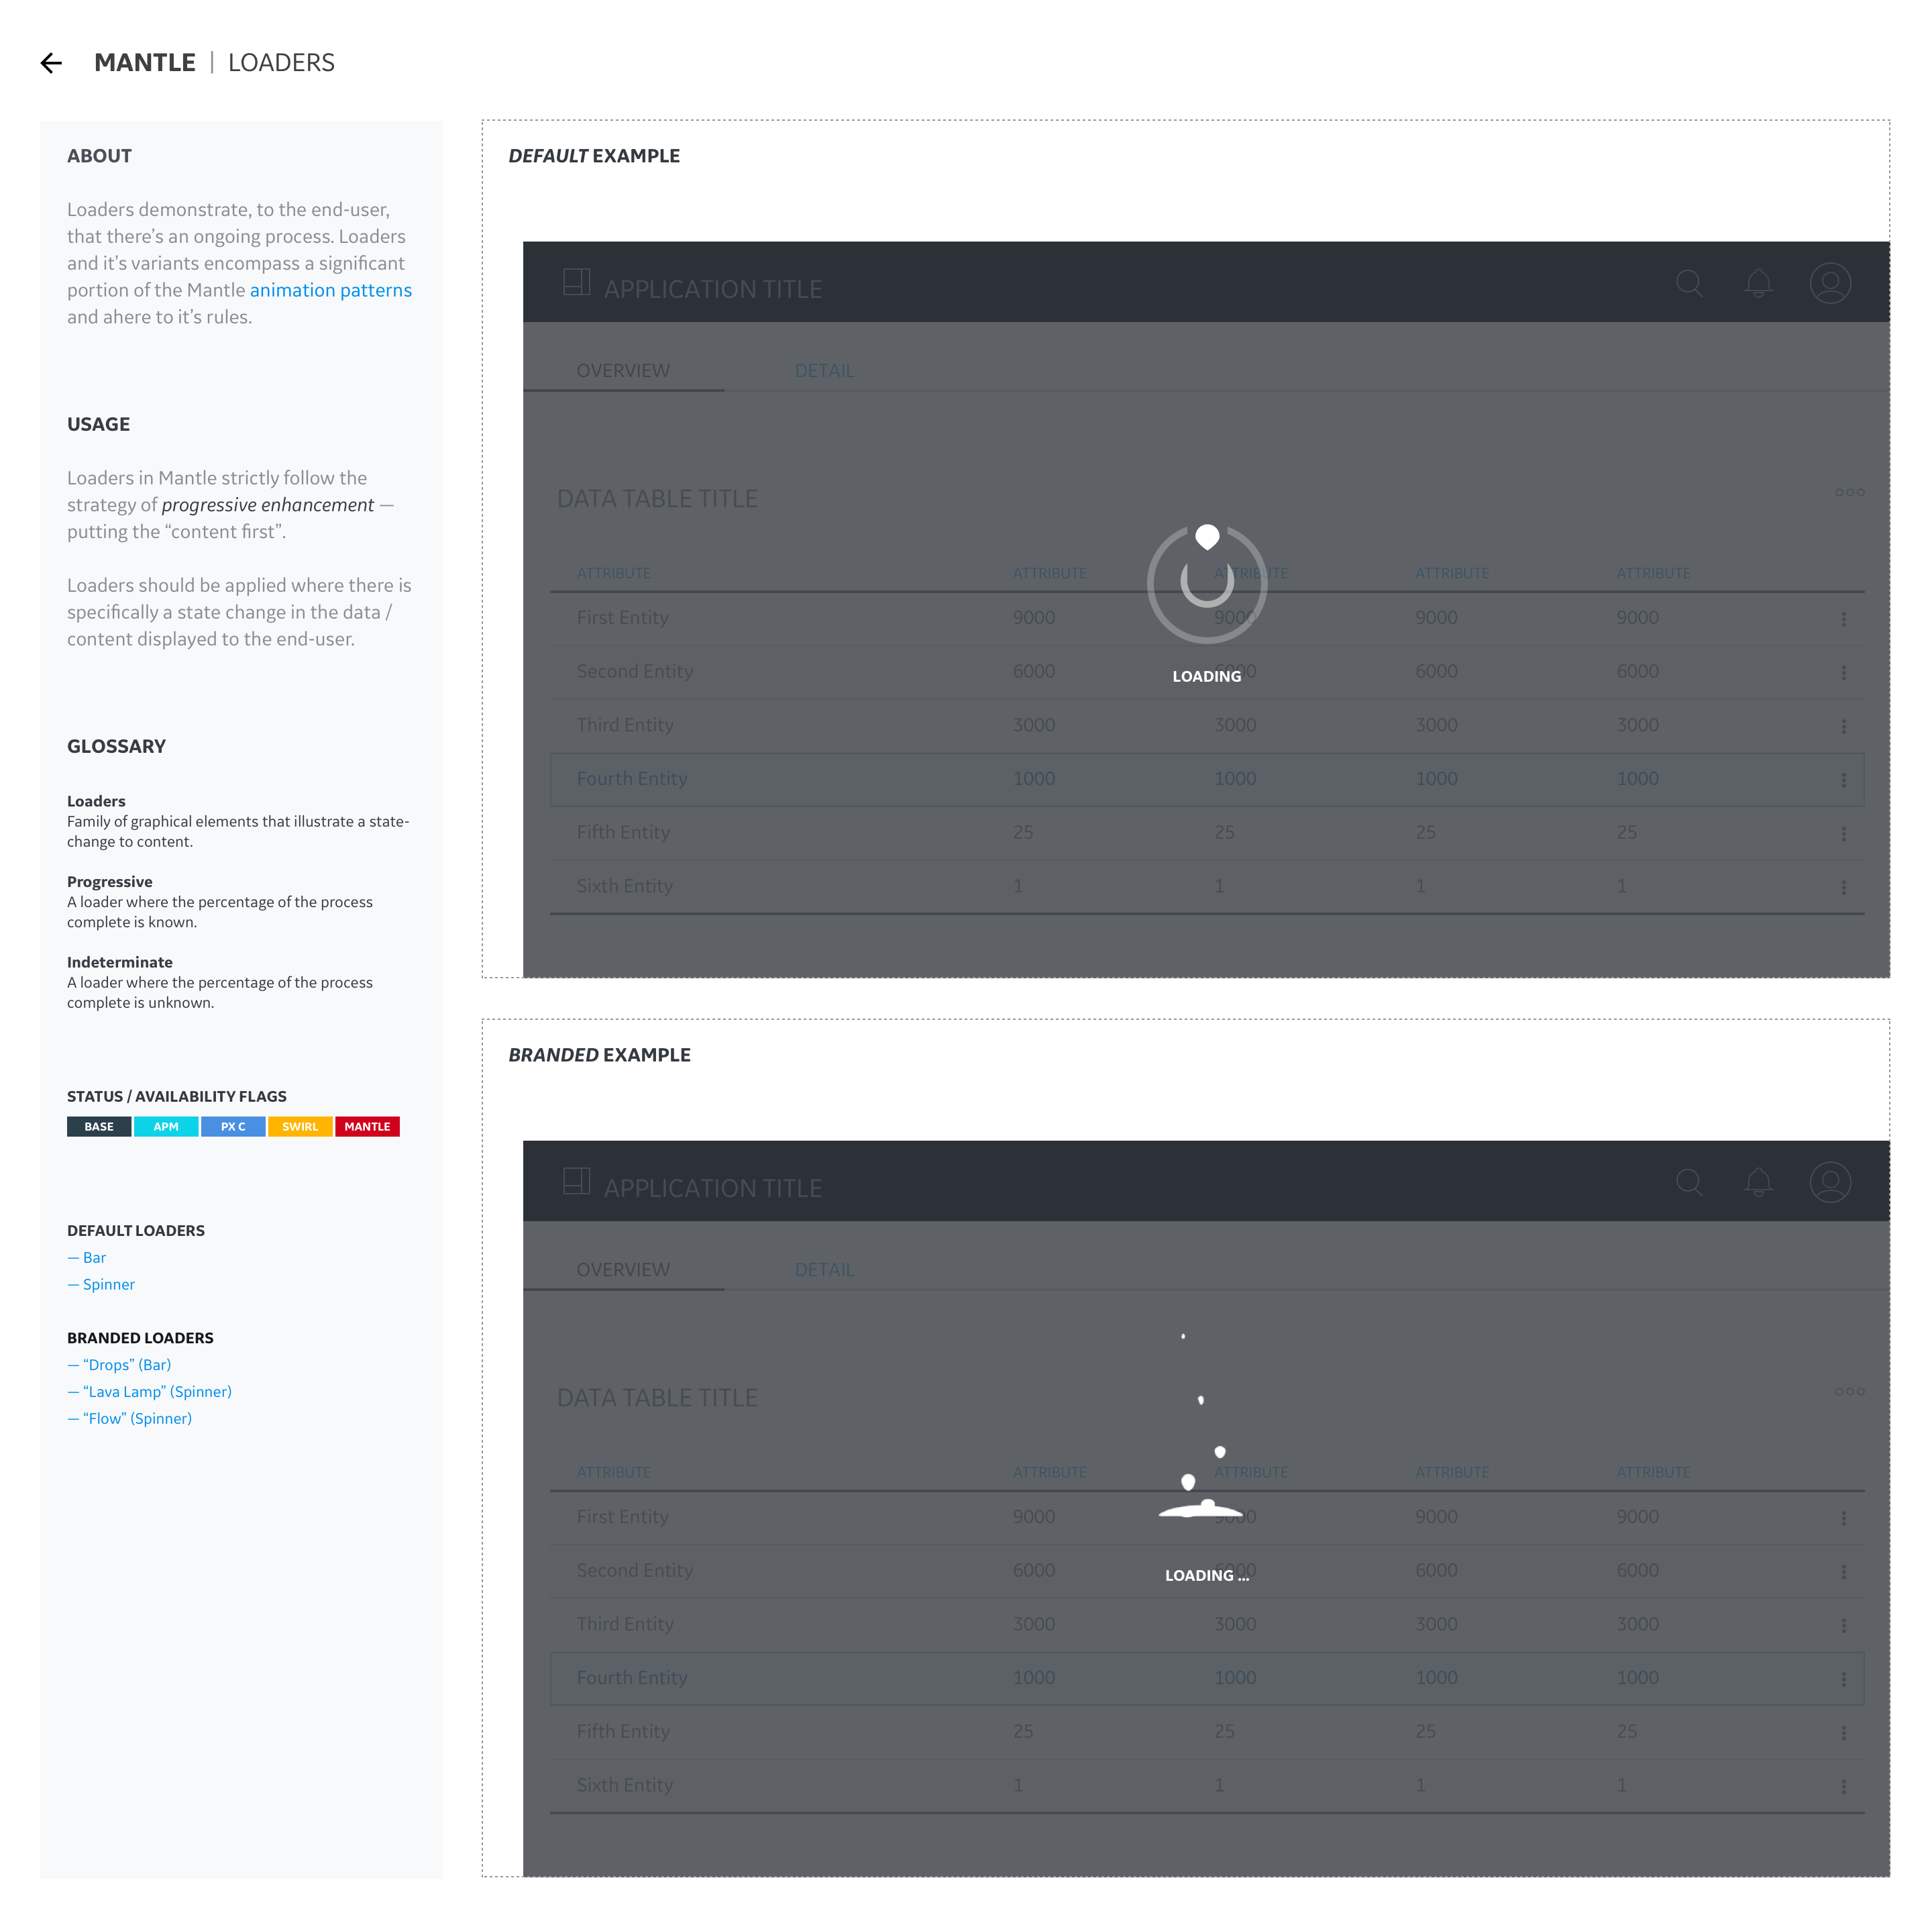 MANTLE | LOADERS
ABOUT
Loaders demonstrate, to the end-user,
that there’s an ongoing process. Loaders
and it’s variants encompass a significant
portion of the Mantle animation patterns
and ahere to it’s rules.
USAGE
Loaders in Mantle strictly follow the
strategy of progressive enhancement —
putting the “content first”.
Loaders should be applied where there is
specifically a state change in the data /
content displayed to the end-user.
GLOSSARY
Loaders
Family of graphical elements that illustrate a state-
change to content.
Progressive
A loader where the percentage of the process
complete is known.
Indeterminate
A loader where the percentage of the process
complete is unknown.
STATUS / AVAILABILITY FLAGS
BASE APM PX C SWIRL MANTLE
DEFAULT LOADERS
— Bar
— Spinner
BRANDED LOADERS
— “Drops” (Bar)
— “Lava Lamp” (Spinner)
— “Flow” (Spinner)
DEFAULT EXAMPLE
APPLICATION TITLE
OVERVIEW DETAIL
DATA TABLE TITLE
ATTRIBUTE ATTRIBUTE ATTRIBUTE ATTRIBUTE ATTRIBUTE
First Entity 9000 9000 9000 9000
Second Entity 6000 6000 6000 6000
LOADING
Third Entity 3000 3000 3000 3000
Fourth Entity 1000 1000 1000 1000
Fifth Entity 25 25 25 25
Sixth Entity 1 1 1 1
BRANDED EXAMPLE
APPLICATION TITLE
OVERVIEW DETAIL
DATA TABLE TITLE
ATTRIBUTE ATTRIBUTE ATTRIBUTE ATTRIBUTE ATTRIBUTE
First Entity 9000 9000 9000 9000
Second Entity 6000 6000 6000 6000
LOADING ...
Third Entity 3000 3000 3000 3000
Fourth Entity 1000 1000 1000 1000
Fifth Entity 25 25 25 25
Sixth Entity 1 1 1 1